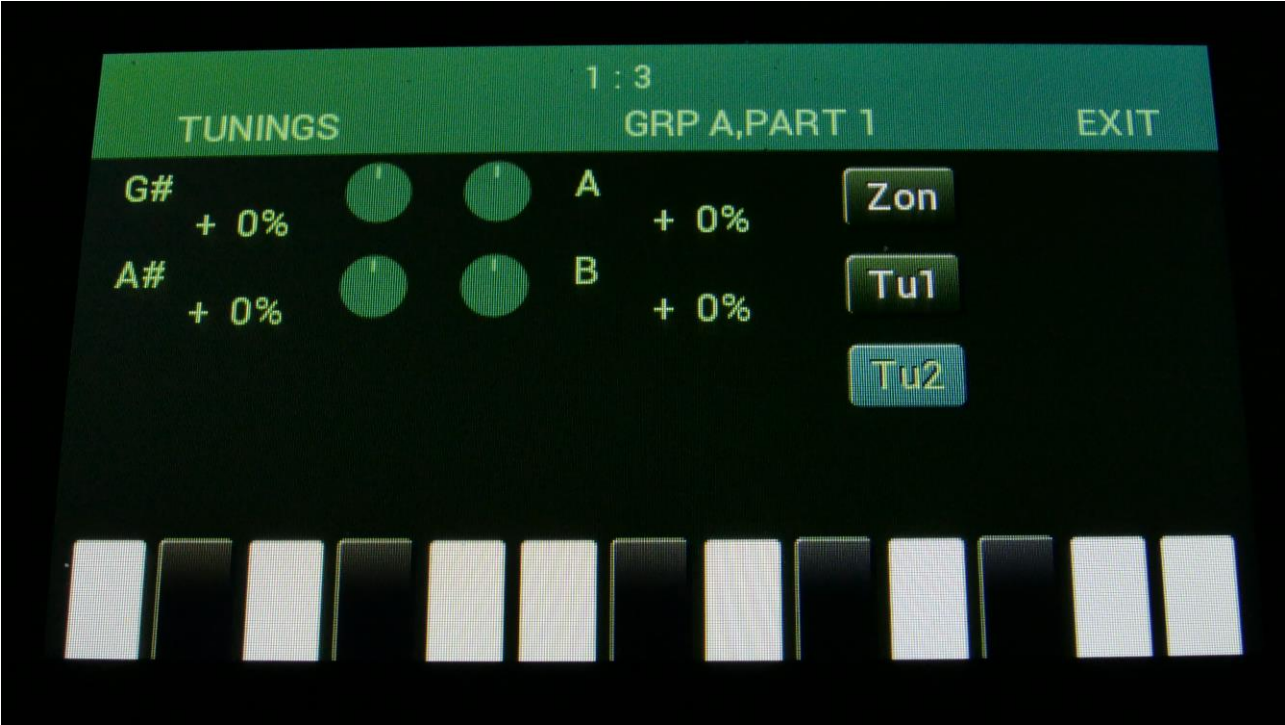 1 : 3
TUNINGS GRP A,PART 1 EXIT
G# A Zon
+ 0% + 0%
A# B Tu1
+ 0% + 0%
Tu2